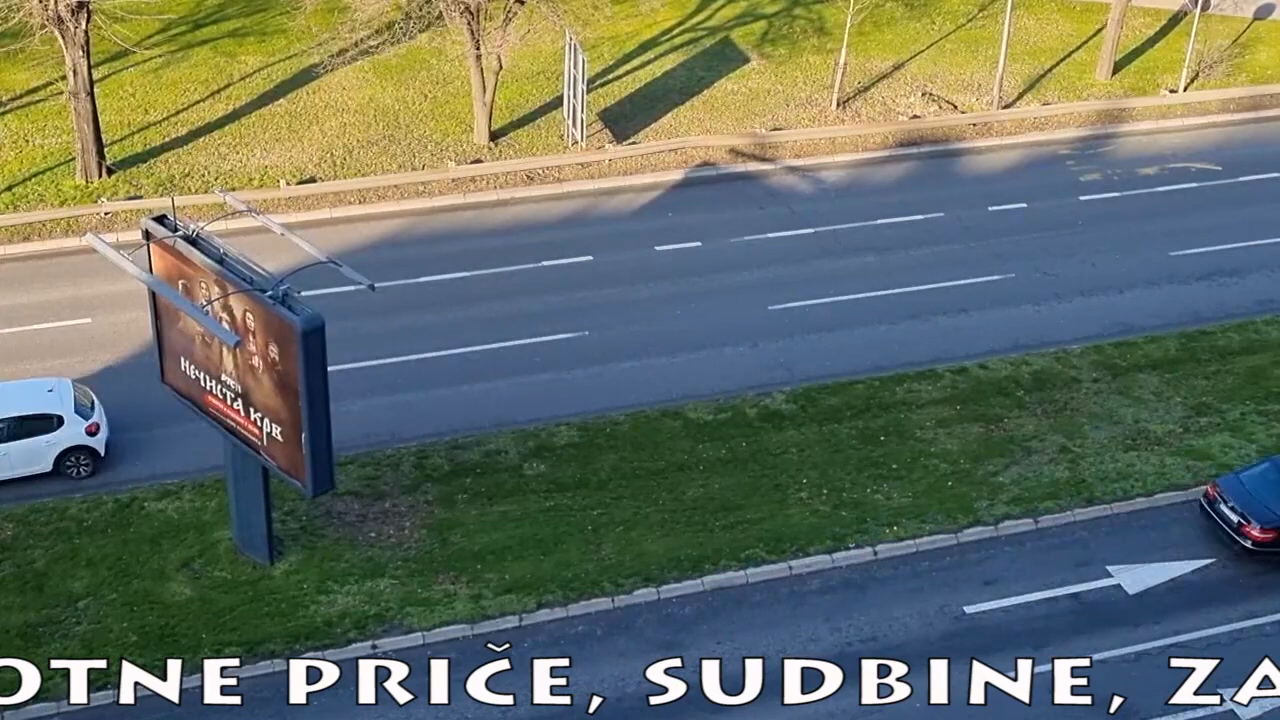 НЕЧИСТА КРВ
OTNE PRIČE, SUDBINE, ZA